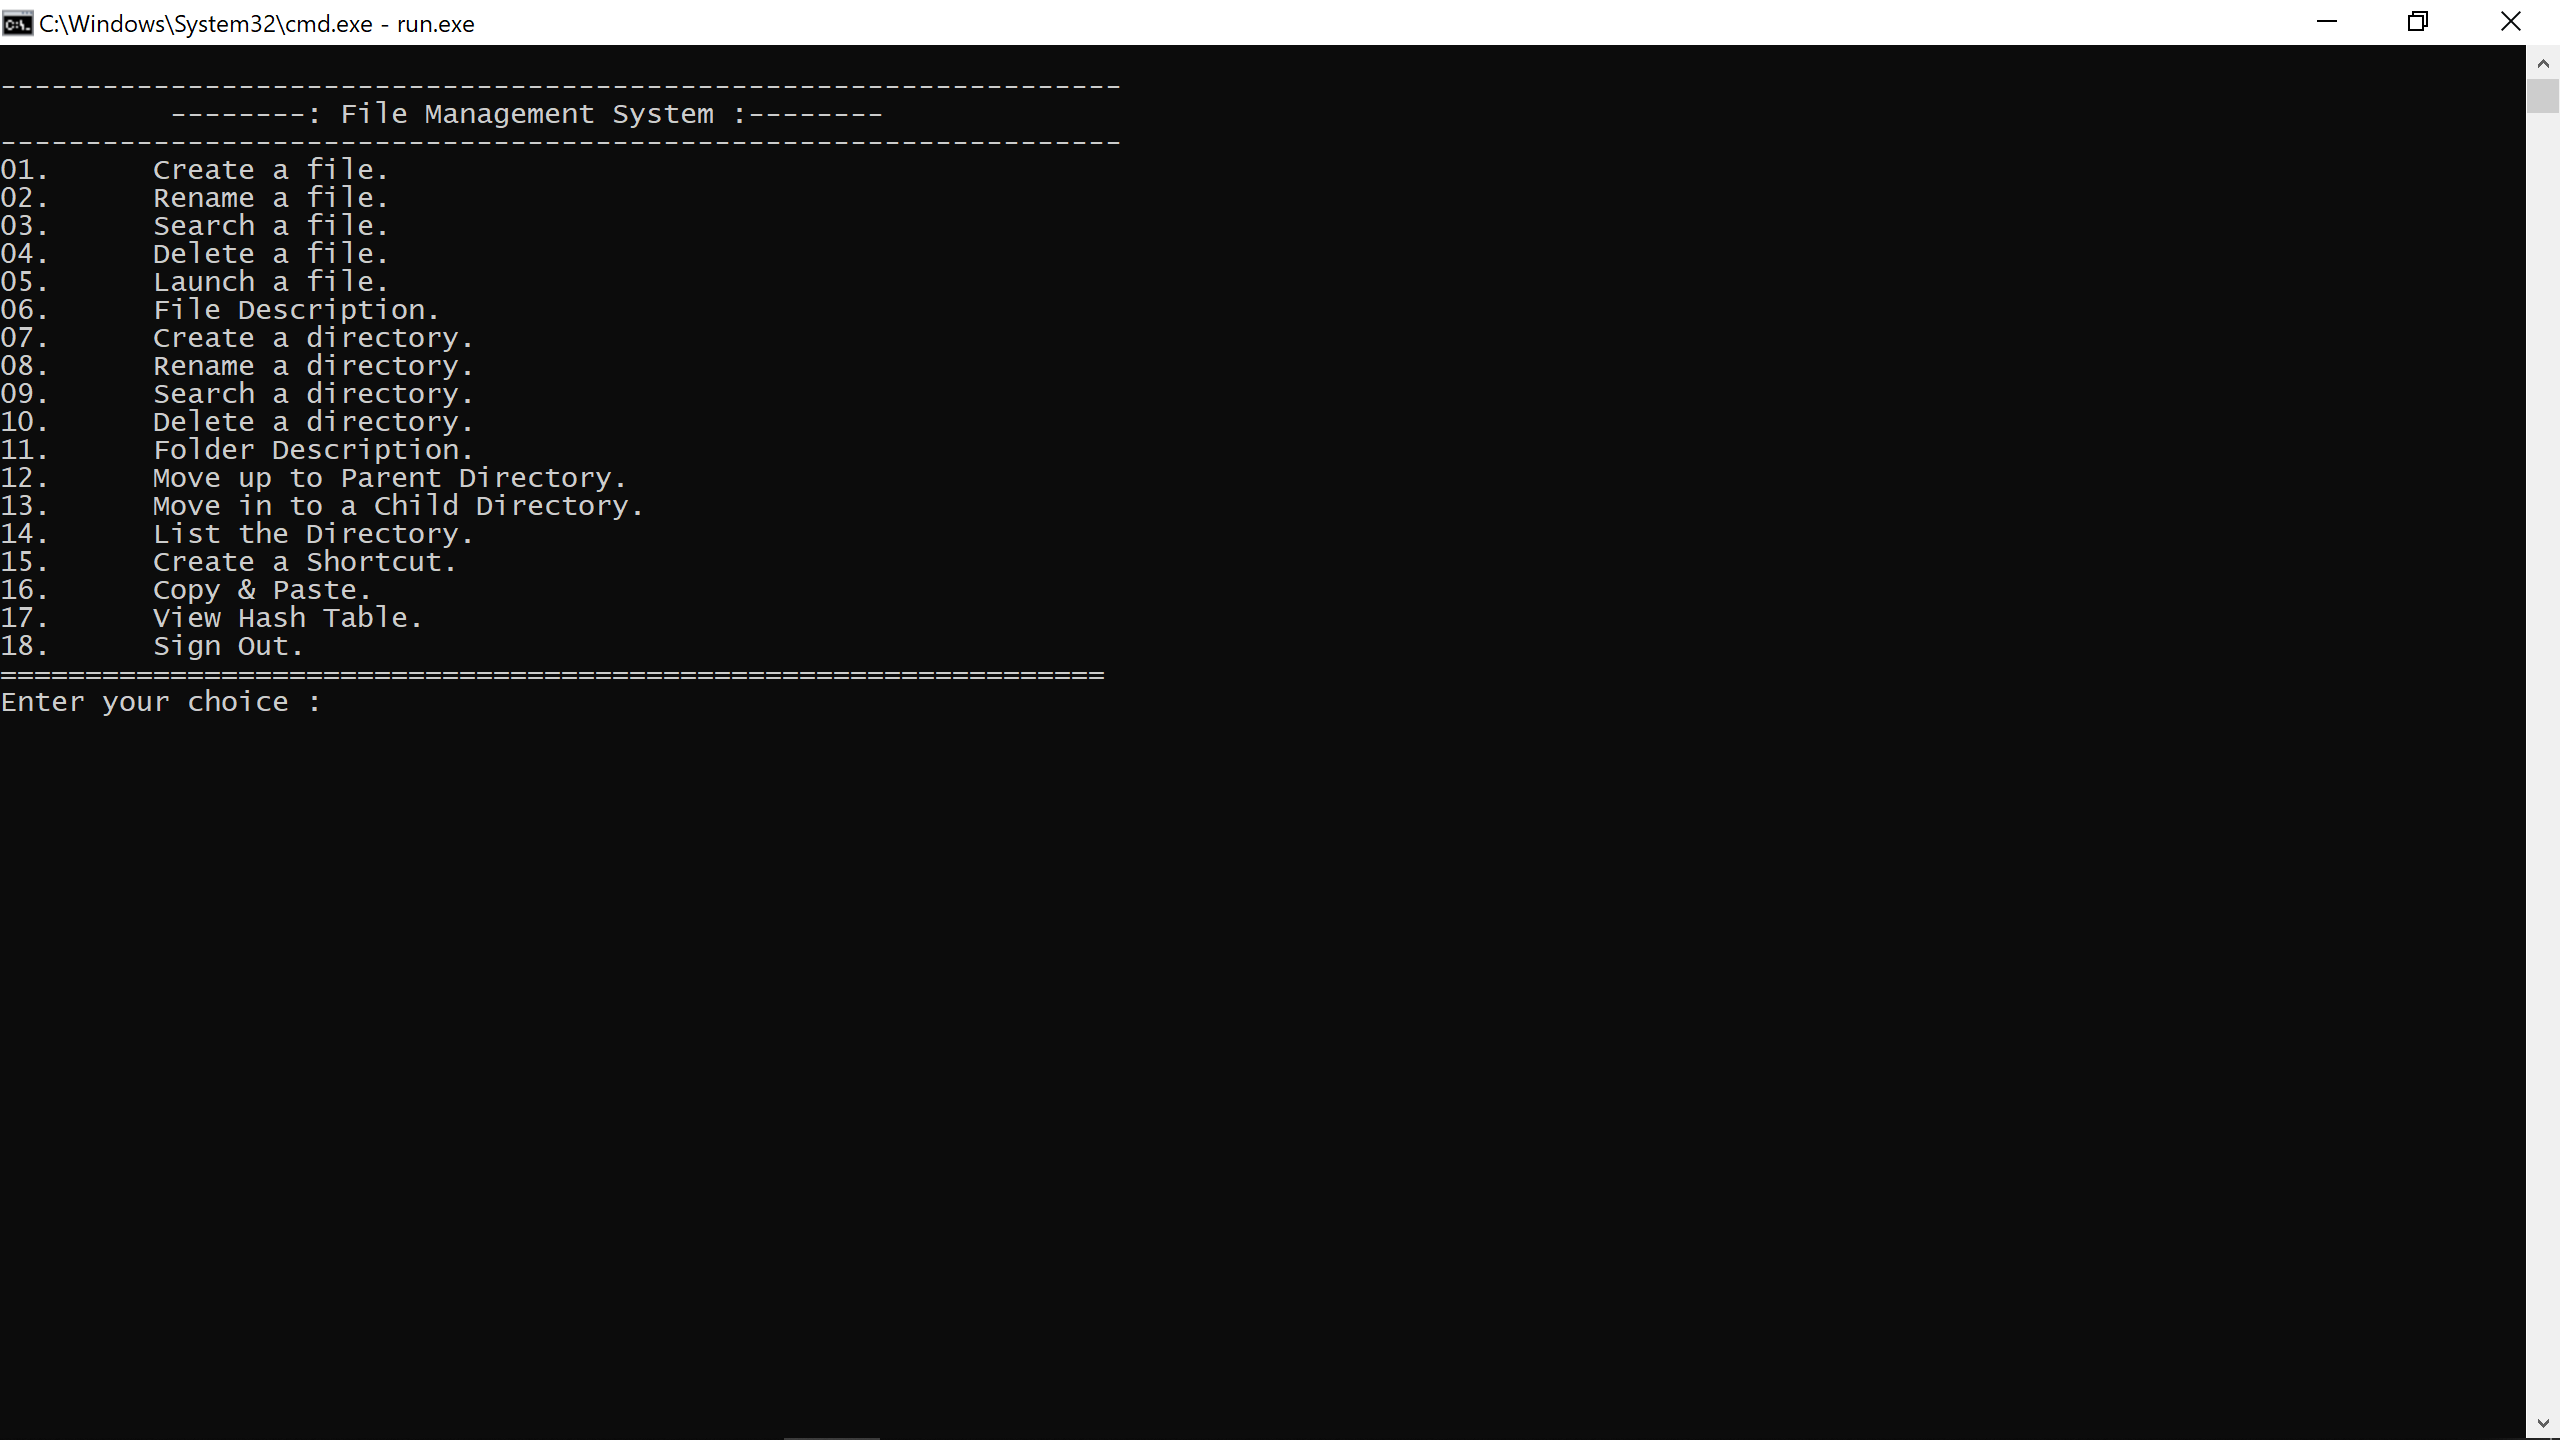 C:\Windows\System32\cmd.exe - run.exe
------------------------------------------------------------------
--------: File Management System :--------
------------------------------------------------------------------
01. Create a file.
02. Rename a file.
03. Search a file.
04. Delete a file.
05. Launch a file.
06. File Description.
07. Create a directory.
08. Rename a directory.
09. Search a directory.
10. Delete a directory.
11. Folder Description.
12. Move up to Parent Directory.
13. Move in to a Child Directory.
14. List the Directory.
15. Create a Shortcut.
16. Copy & Paste.
17. View Hash Table.
18. Sign Out.
=================================================================
Enter your choice :